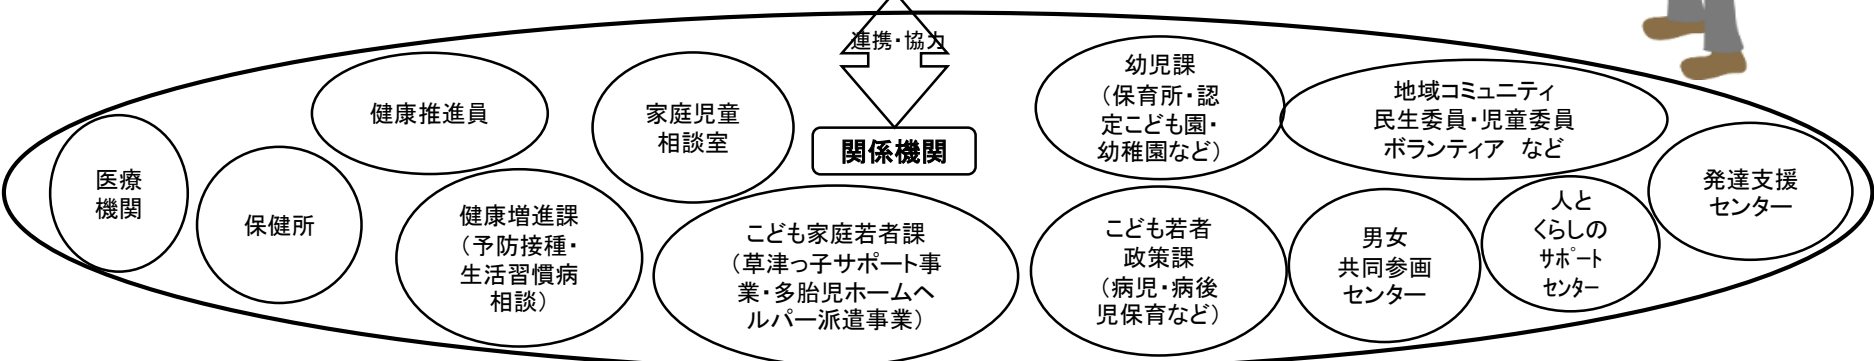 連携・協力
関係機関
医療
機関
保健所
健康推進員
健康増進課
（予防接種・
生活習慣病
相談）
家庭児童
相談室
こども家庭若者課
（草津っ子サポート事
業・多胎児ホームヘ
ルパー派遣事業）
幼児課
（保育所・認
定こども園・
幼稚園など）
こども若者
政策課
（病児・病後
児保育など）
地域コミュニティ
民生委員・児童委員
ボランティア　など
男女
共同参画
センター
人と
くらしの
ｻﾎﾟｰﾄ
ｾﾝﾀｰ
発達支援
センター